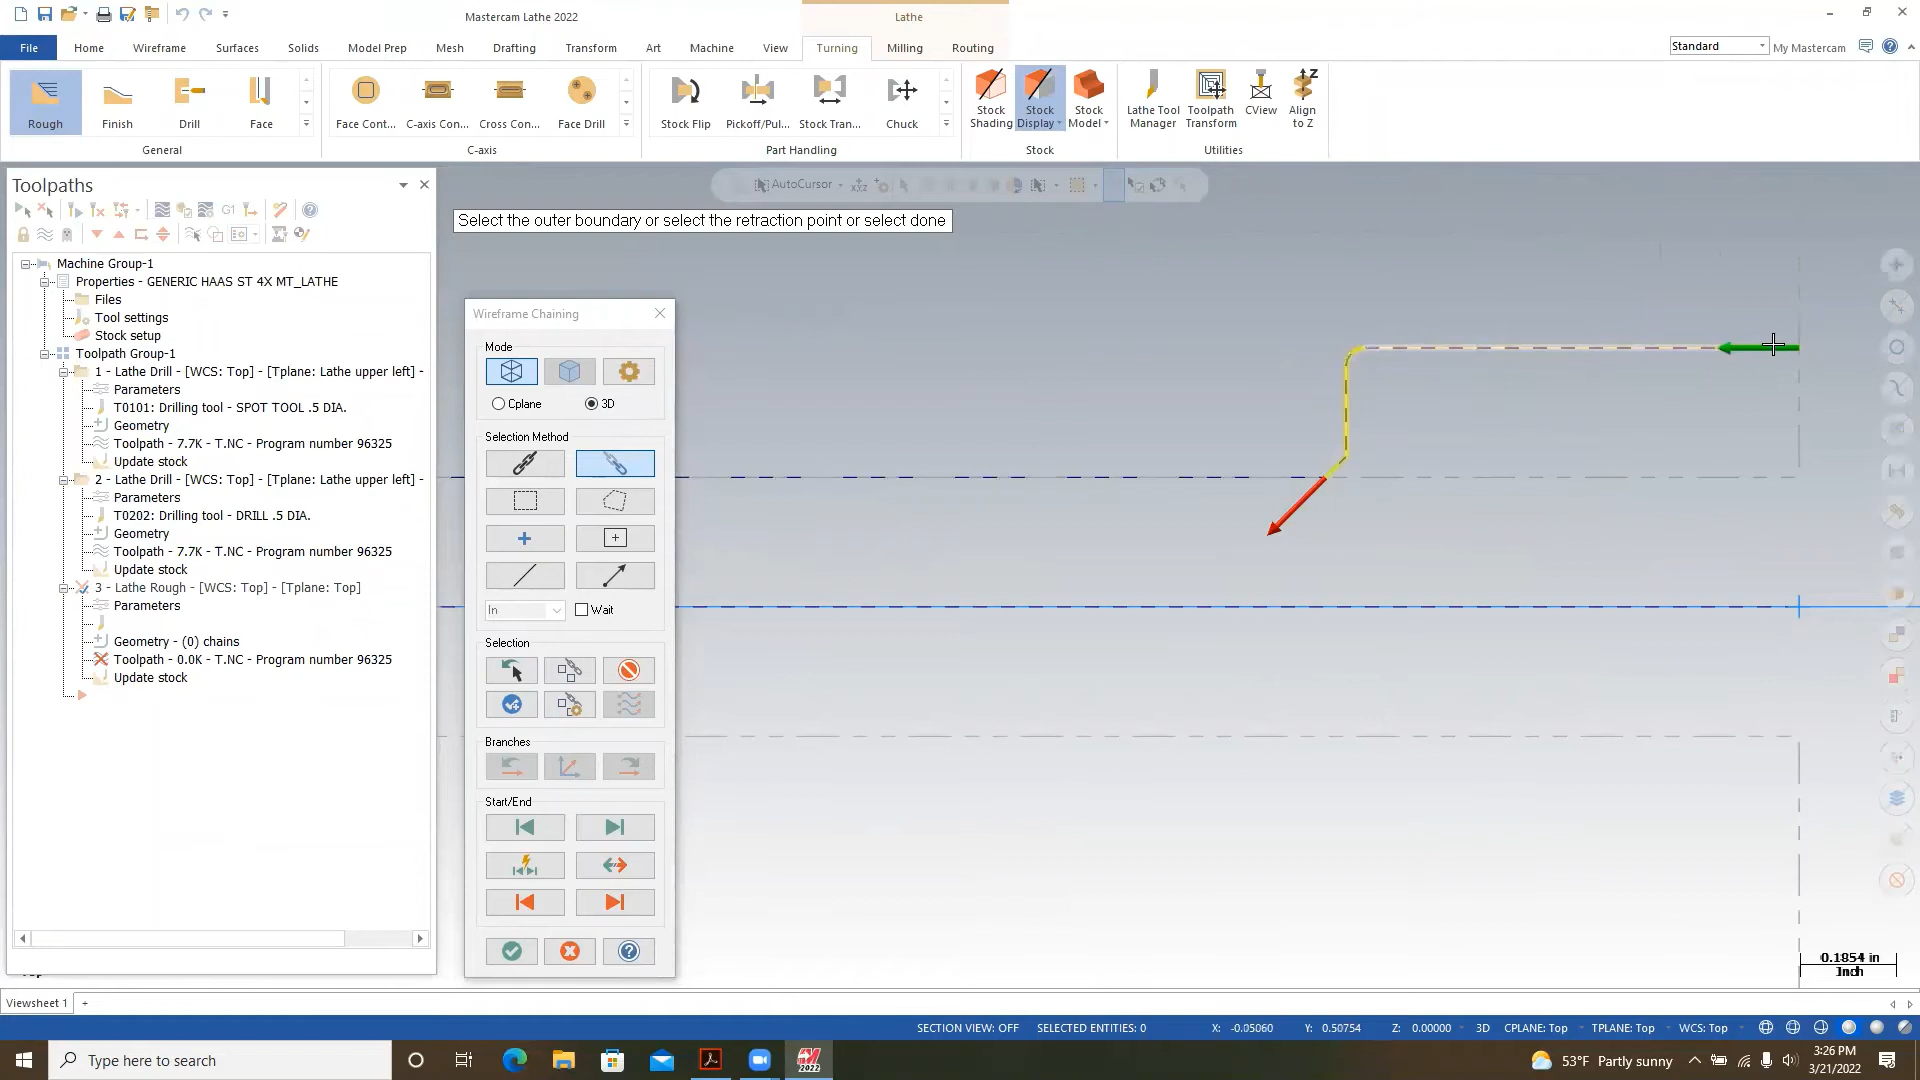 Mastercam Lathe 2022
Lathe
File
Home
Wireframe
Surfaces
Solids
Model Prep
Mesh
Drafting
Transform
Art
Machine
View
Turning
Milling
Routing
Standard
My Mastercam
Rough
Finish
Drill
Face
Face Cont...
C-axis Con...
Cross Con...
Face Drill
Stock Flip
Pickoff/Pul...
Stock Tran...
Chuck
Stock
Shading
Stock
Display
Stock
Model
Lathe Tool
Manager
Toolpath
Transform
CView
Align
to Z
General
C-axis
Part Handling
Stock
Utilities
Toolpaths
G1
AutoCursor
Select the outer boundary or select the retraction point or select done
Machine Group-1
Properties - GENERIC HAAS ST 4X MT_LATHE
Files
Tool settings
Stock setup
Toolpath Group-1
1 - Lathe Drill - [WCS: Top] - [Tplane: Lathe upper left] -
Parameters
T0101: Drilling tool - SPOT TOOL .5 DIA.
Geometry
Toolpath - 7.7K - T.NC - Program number 96325
Update stock
2 - Lathe Drill - [WCS: Top] - [Tplane: Lathe upper left] -
Parameters
T0202: Drilling tool - DRILL .5 DIA.
Geometry
Toolpath - 7.7K - T.NC - Program number 96325
Update stock
3 - Lathe Rough - [WCS: Top] - [Tplane: Top]
Parameters
Geometry - (0) chains
Toolpath - 0.0K - T.NC - Program number 96325
Update stock
Wireframe Chaining
Mode
Cplane
3D
Selection Method
In
Wait
Selection
Branches
Start/End
0.1854 in
Inch
Viewsheet 1
+
SECTION VIEW: OFF
SELECTED ENTITIES: 0
X: -0.05060
Y: 0.50754
Z: 0.00000
3D
CPLANE: Top
TPLANE: Top
WCS: Top
Type here to search
2022
53°F Partly sunny
3:26 PM
3/21/2022